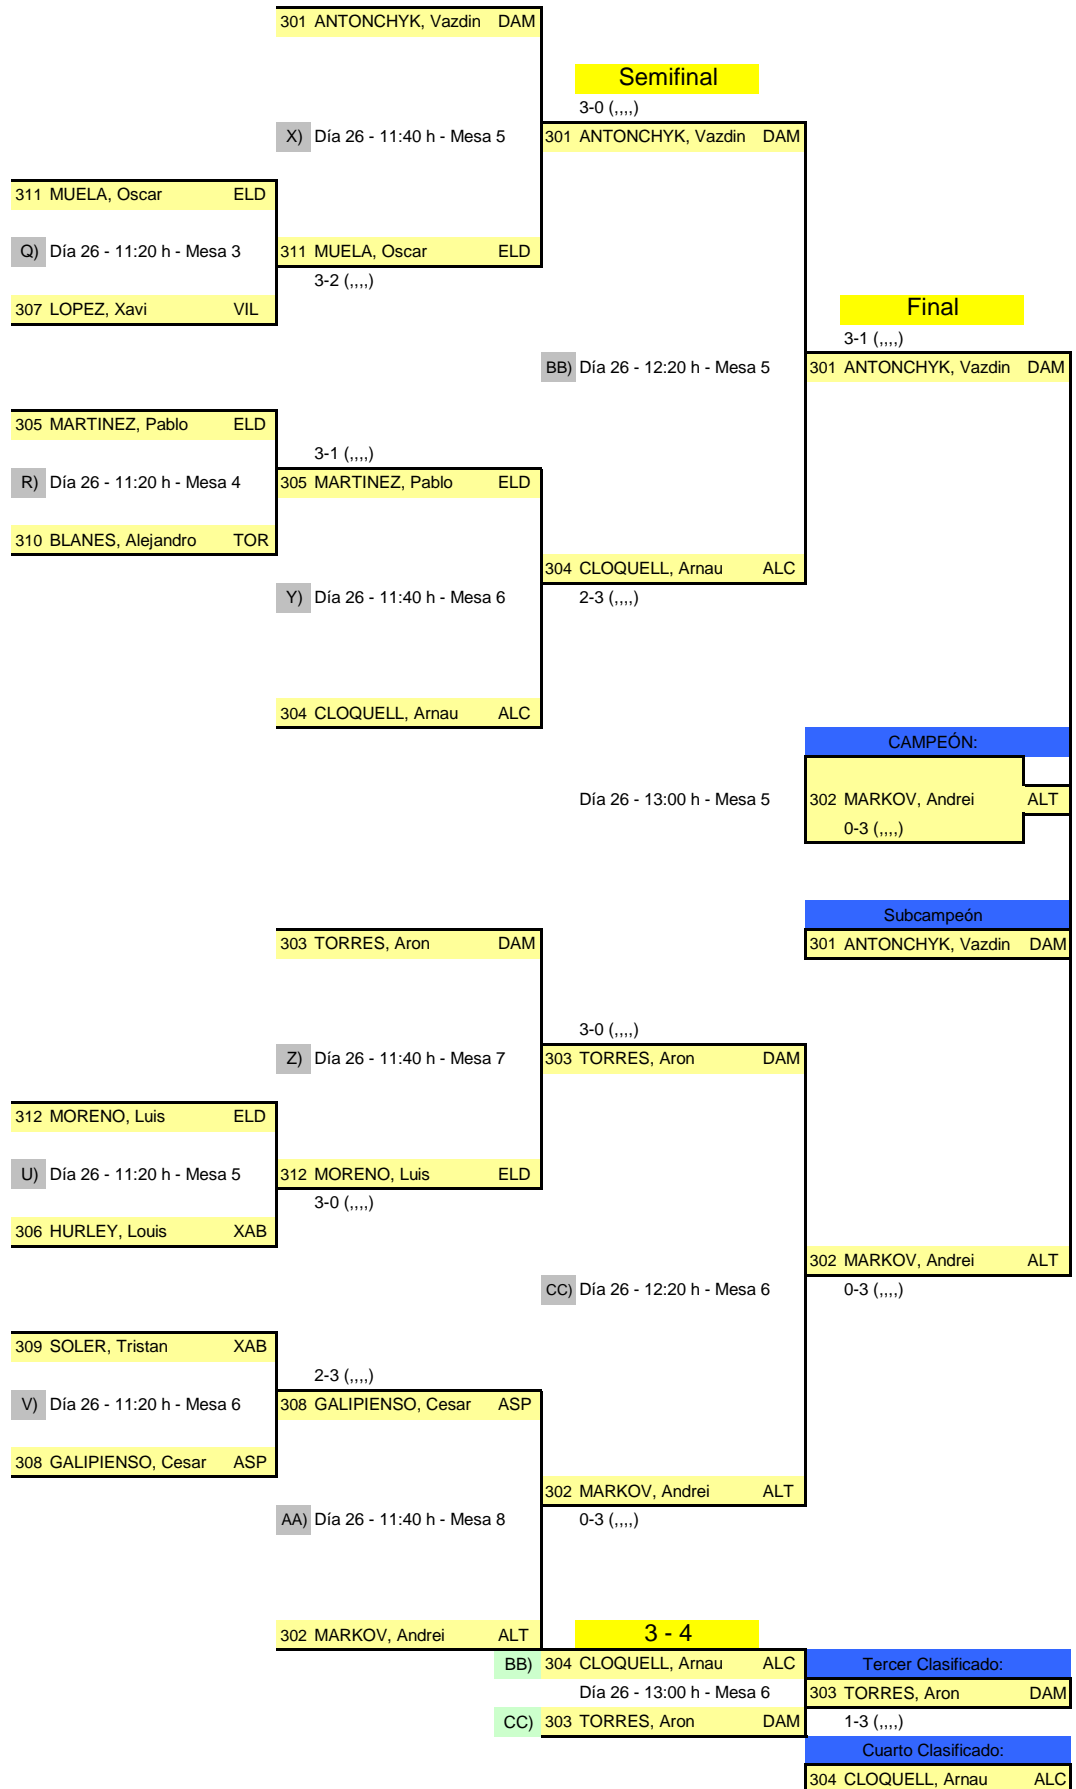 301 ANTONCHYK, Vazdin DAM
Semifinal
3-0 (,,,,)
X) Día 26 - 11:40 h - Mesa 5
301 ANTONCHYK, Vazdin DAM
311 MUELA, Oscar ELD
Q) Día 26 - 11:20 h - Mesa 3
311 MUELA, Oscar ELD
3-2 (,,,,)
307 LOPEZ, Xavi VIL
Final
3-1 (,,,,)
BB) Día 26 - 12:20 h - Mesa 5
301 ANTONCHYK, Vazdin DAM
305 MARTINEZ, Pablo ELD
3-1 (,,,,)
R) Día 26 - 11:20 h - Mesa 4
305 MARTINEZ, Pablo ELD
310 BLANES, Alejandro TOR
304 CLOQUELL, Arnau ALC
Y) Día 26 - 11:40 h - Mesa 6
2-3 (,,,,)
304 CLOQUELL, Arnau ALC
CAMPEÓN:
Día 26 - 13:00 h - Mesa 5
302 MARKOV, Andrei ALT
0-3 (,,,,)
Subcampeón
303 TORRES, Aron DAM
301 ANTONCHYK, Vazdin DAM
3-0 (,,,,)
Z) Día 26 - 11:40 h - Mesa 7
303 TORRES, Aron DAM
312 MORENO, Luis ELD
U) Día 26 - 11:20 h - Mesa 5
312 MORENO, Luis ELD
3-0 (,,,,)
306 HURLEY, Louis XAB
302 MARKOV, Andrei ALT
CC) Día 26 - 12:20 h - Mesa 6
0-3 (,,,,)
309 SOLER, Tristan XAB
2-3 (,,,,)
V) Día 26 - 11:20 h - Mesa 6
308 GALIPIENSO, Cesar ASP
308 GALIPIENSO, Cesar ASP
302 MARKOV, Andrei ALT
AA) Día 26 - 11:40 h - Mesa 8
0-3 (,,,,)
302 MARKOV, Andrei ALT
3 - 4
BB) 304 CLOQUELL, Arnau ALC
Tercer Clasificado:
Día 26 - 13:00 h - Mesa 6
303 TORRES, Aron DAM
CC) 303 TORRES, Aron DAM
1-3 (,,,,)
Cuarto Clasificado:
304 CLOQUELL, Arnau ALC